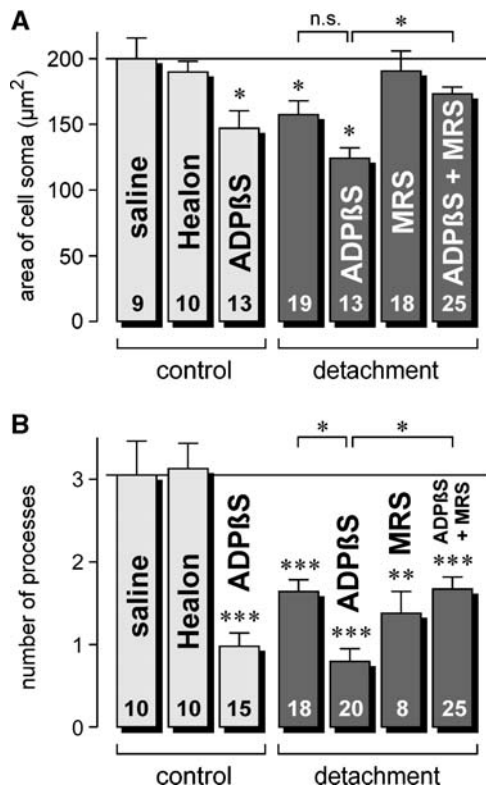 A
n.s.
*
area of cell soma (µm²)
200
150
100
50
0
saline
Healon
*
ADPßS
*
*
ADPßS
MRS
ADPßS + MRS
9
10
13
19
13
18
25
control
detachment
B
*
*
number of processes
3
2
1
0
saline
Healon
ADPßS
***
***
ADPßS
***
MRS
**
ADPßS
+ MRS
***
10
10
15
18
20
8
25
control
detachment